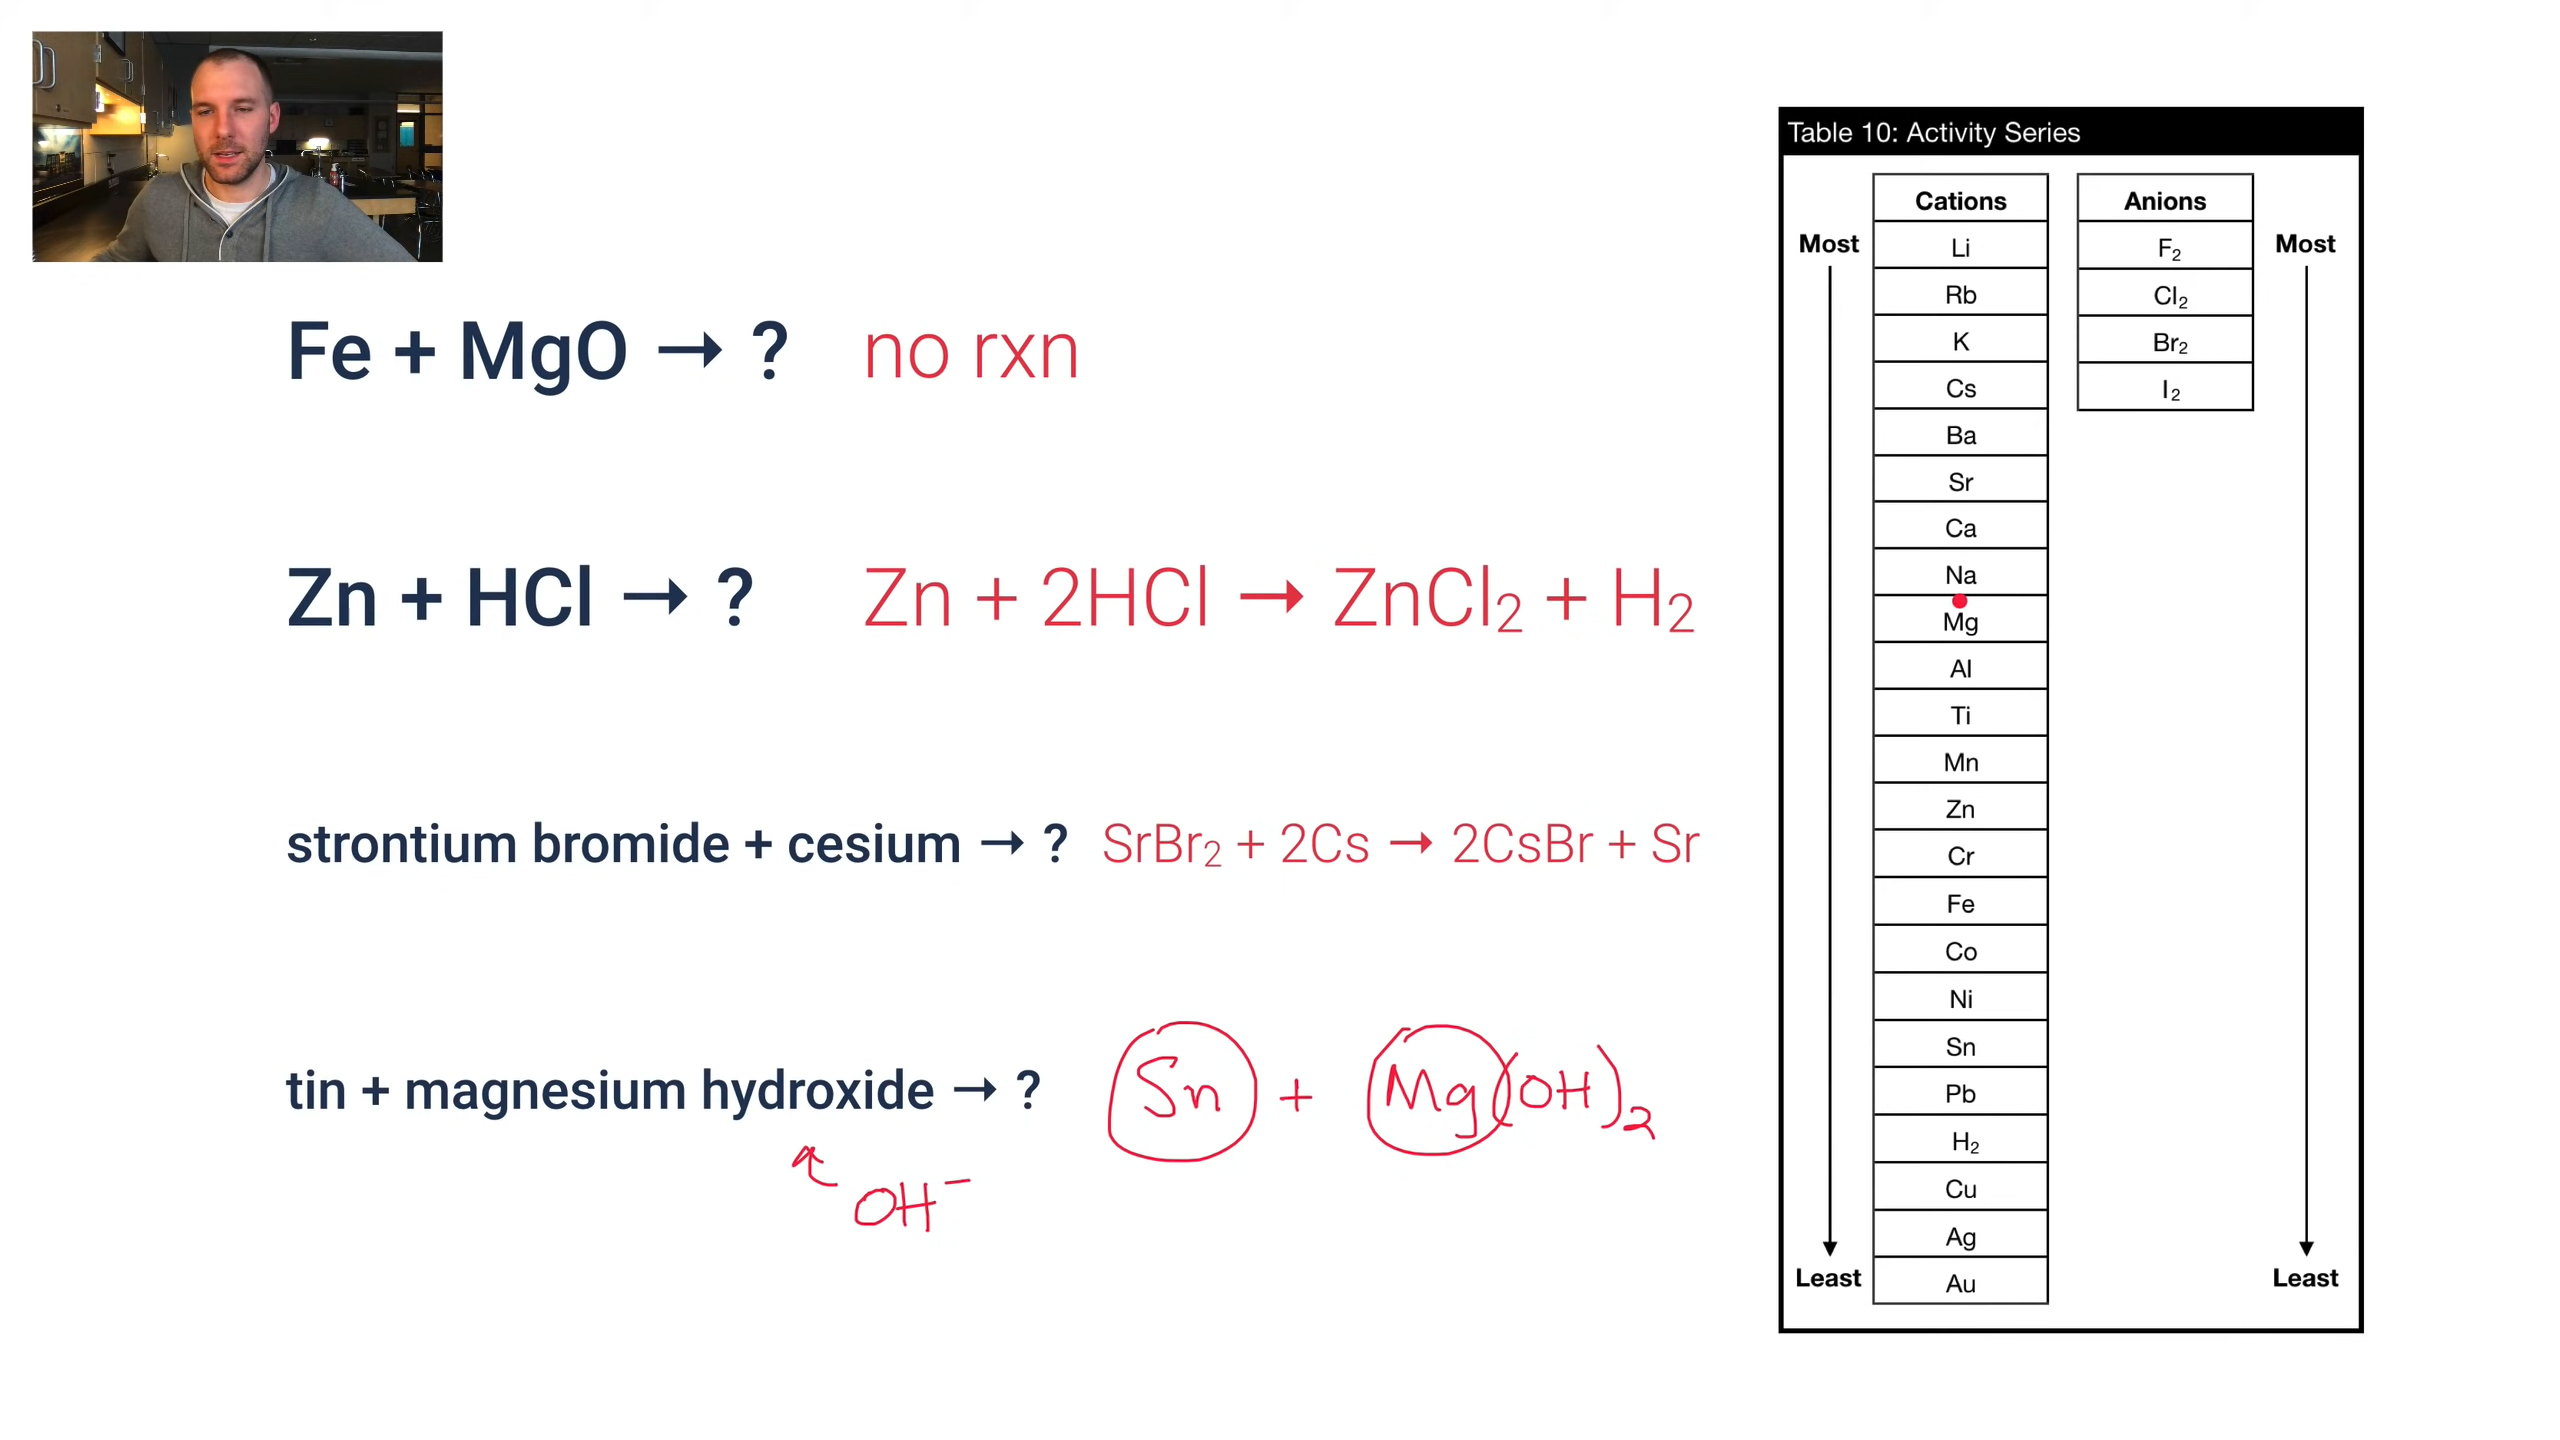 Fe + MgO → ? no rxn
Zn + HCl → ? Zn + 2HCl → ZnCl₂ + H₂
strontium bromide + cesium → ? SrBr₂ + 2Cs → 2CsBr + Sr
tin + magnesium hydroxide → ? Sn + Mg(OH)₂
OH⁻
Table 10: Activity Series
Cations
Most
Li
Rb
K
Cs
Ba
Sr
Ca
Na
Mg
Al
Ti
Mn
Zn
Cr
Fe
Co
Ni
Sn
Pb
H₂
Cu
Ag
Au
Least
Anions
Most
F₂
Cl₂
Br₂
I₂
Least